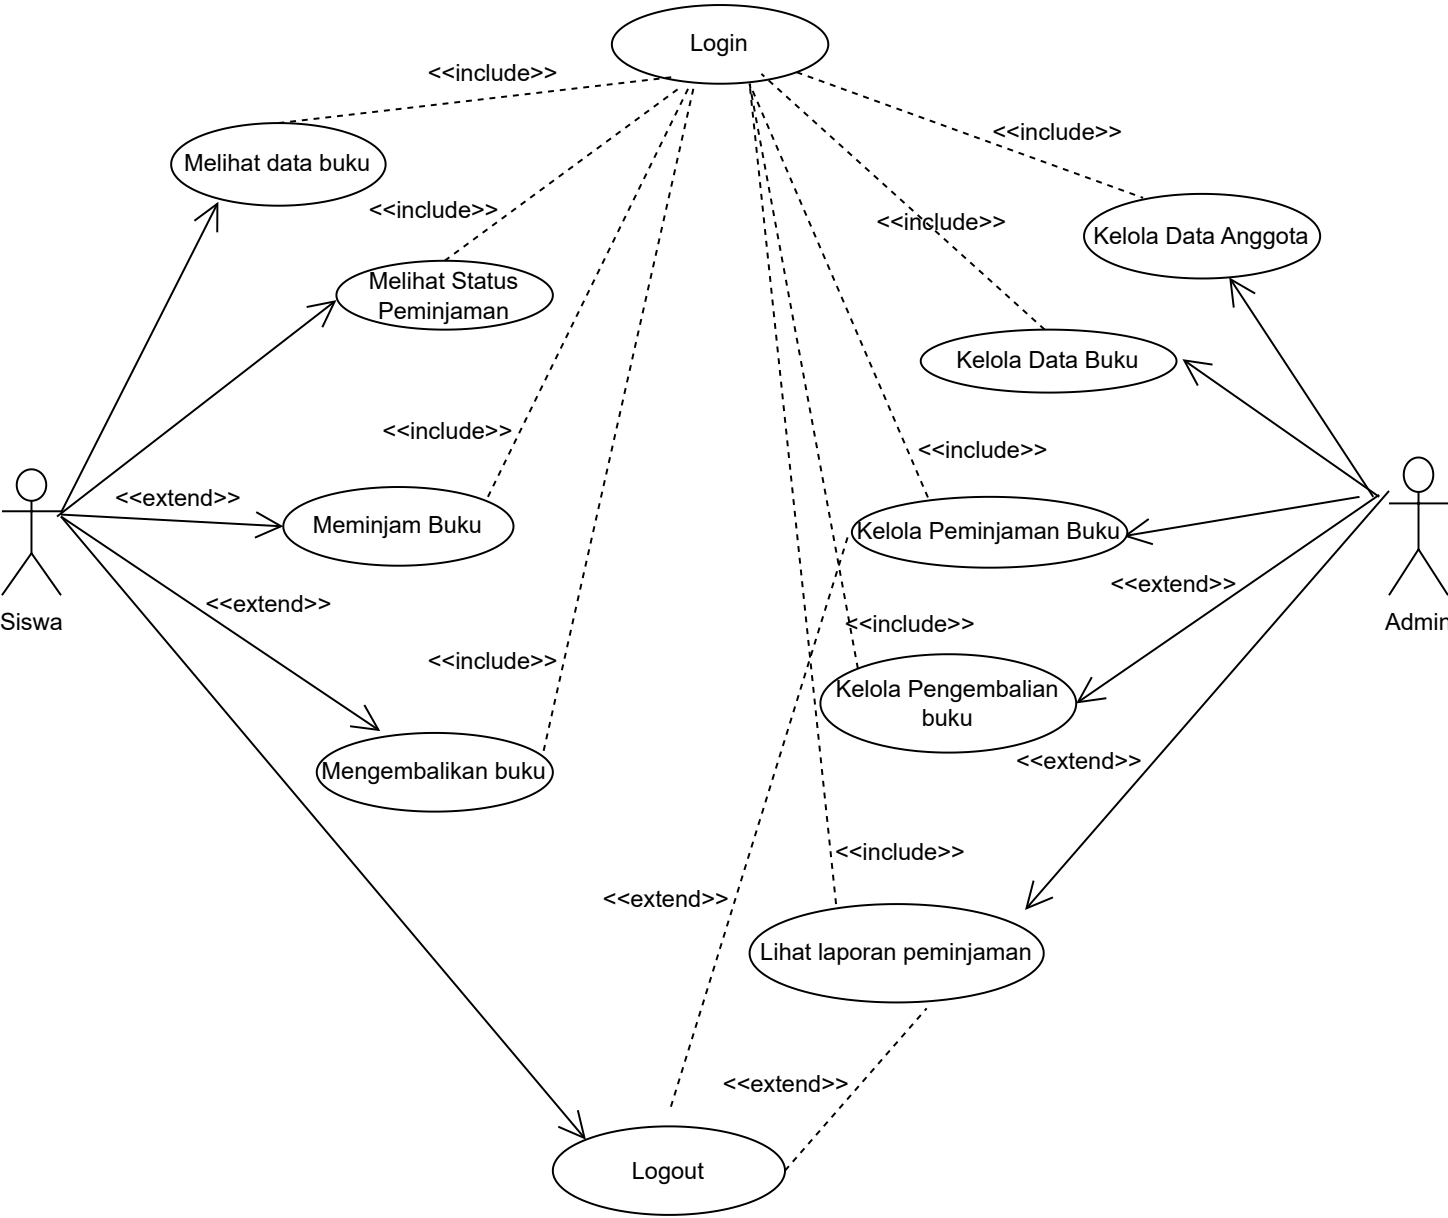 Login
<<include>>
<<include>>
Melihat data buku
<<include>>
<<include>>
Kelola Data Anggota
Melihat Status
Peminjaman
Kelola Data Buku
<<include>>
<<include>>
<<extend>>
Meminjam Buku
Kelola Peminjaman Buku
<<extend>>
<<extend>>
Siswa
<<include>>
Admin
<<include>>
Kelola Pengembalian
buku
<<extend>>
Mengembalikan buku
<<include>>
<<extend>>
Lihat laporan peminjaman
<<extend>>
Logout